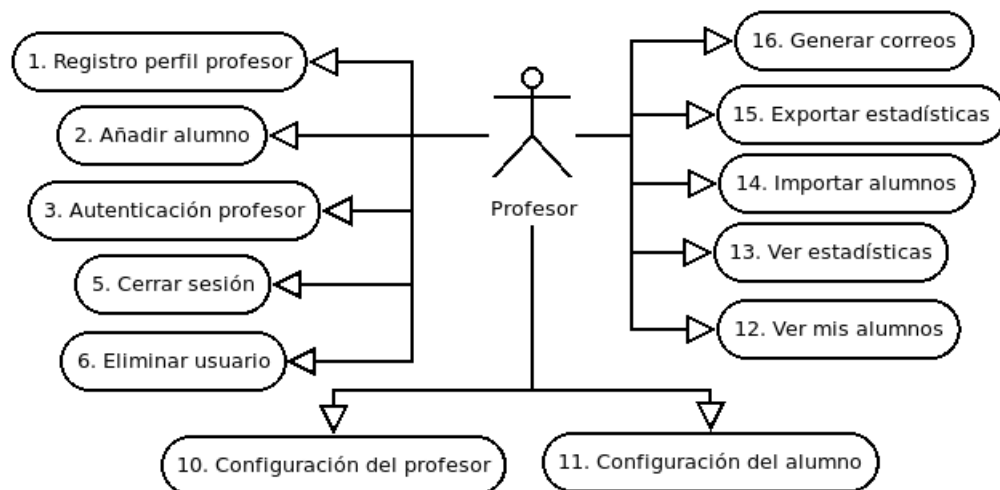 1. Registro perfil profesor
2. Añadir alumno
3. Autenticación profesor
5. Cerrar sesión
6. Eliminar usuario
Profesor
16. Generar correos
15. Exportar estadísticas
14. Importar alumnos
13. Ver estadísticas
12. Ver mis alumnos
10. Configuración del profesor
11. Configuración del alumno